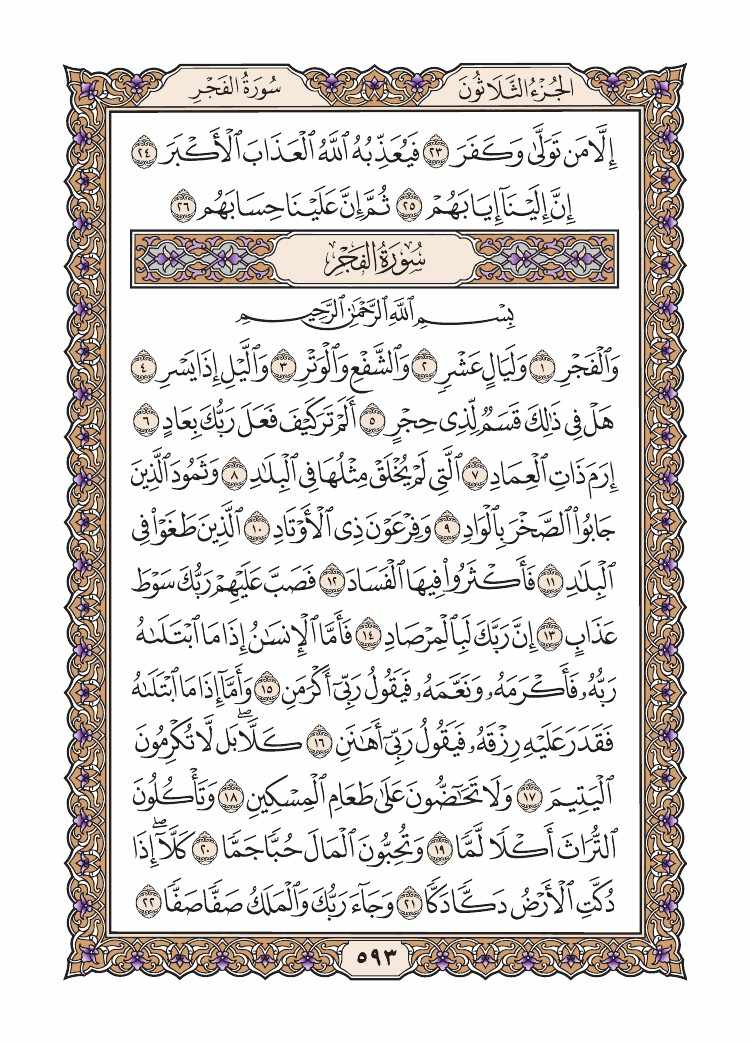 الجُزْءُ الثَّلَاثُونَ
سُورَةُ الفَجْرِ
إِلَّا مَن تَوَلَّىٰ وَكَفَرَ ٢٣ فَيُعَذِّبُهُ ٱللَّهُ ٱلْعَذَابَ ٱلْأَكْبَرَ ٢٤
إِنَّ إِلَيْنَآ إِيَابَهُمْ ٢٥ ثُمَّ إِنَّ عَلَيْنَا حِسَابَهُم ٢٦
سُورَةُ الفَجْرِ
بِسْمِ ٱللَّهِ ٱلرَّحْمَٰنِ ٱلرَّحِيمِ
وَٱلْفَجْرِ ١ وَلَيَالٍ عَشْرٍ ٢ وَٱلشَّفْعِ وَٱلْوَتْرِ ٣ وَٱلَّيْلِ إِذَا يَسْرِ ٤
هَلْ فِي ذَٰلِكَ قَسَمٌ لِّذِي حِجْرٍ ٥ أَلَمْ تَرَ كَيْفَ فَعَلَ رَبُّكَ بِعَادٍ ٦
إِرَمَ ذَاتِ ٱلْعِمَادِ ٧ ٱلَّتِي لَمْ يُخْلَقْ مِثْلُهَا فِي ٱلْبِلَٰدِ ٨ وَثَمُودَ ٱلَّذِينَ
جَابُوا۟ ٱلصَّخْرَ بِٱلْوَادِ ٩ وَفِرْعَوْنَ ذِي ٱلْأَوْتَادِ ١٠ ٱلَّذِينَ طَغَوْا۟ فِي
ٱلْبِلَٰدِ ١١ فَأَكْثَرُوا۟ فِيهَا ٱلْفَسَادَ ١٢ فَصَبَّ عَلَيْهِمْ رَبُّكَ سَوْطَ
عَذَابٍ ١٣ إِنَّ رَبَّكَ لَبِٱلْمِرْصَادِ ١٤ فَأَمَّا ٱلْإِنسَٰنُ إِذَا مَا ٱبْتَلَىٰهُ
رَبُّهُۥ فَأَكْرَمَهُۥ وَنَعَّمَهُۥ فَيَقُولُ رَبِّيٓ أَكْرَمَنِ ١٥ وَأَمَّآ إِذَا مَا ٱبْتَلَىٰهُ
فَقَدَرَ عَلَيْهِ رِزْقَهُۥ فَيَقُولُ رَبِّيٓ أَهَٰنَنِ ١٦ كَلَّاۖ بَل لَّا تُكْرِمُونَ
ٱلْيَتِيمَ ١٧ وَلَا تَحَٰٓضُّونَ عَلَىٰ طَعَامِ ٱلْمِسْكِينِ ١٨ وَتَأْكُلُونَ
ٱلتُّرَاثَ أَكْلًا لَّمًّا ١٩ وَتُحِبُّونَ ٱلْمَالَ حُبًّا جَمًّا ٢٠ كَلَّآۖ إِذَا
دُكَّتِ ٱلْأَرْضُ دَكًّا دَكًّا ٢١ وَجَآءَ رَبُّكَ وَٱلْمَلَكُ صَفًّا صَفًّا ٢٢
٥٩٣